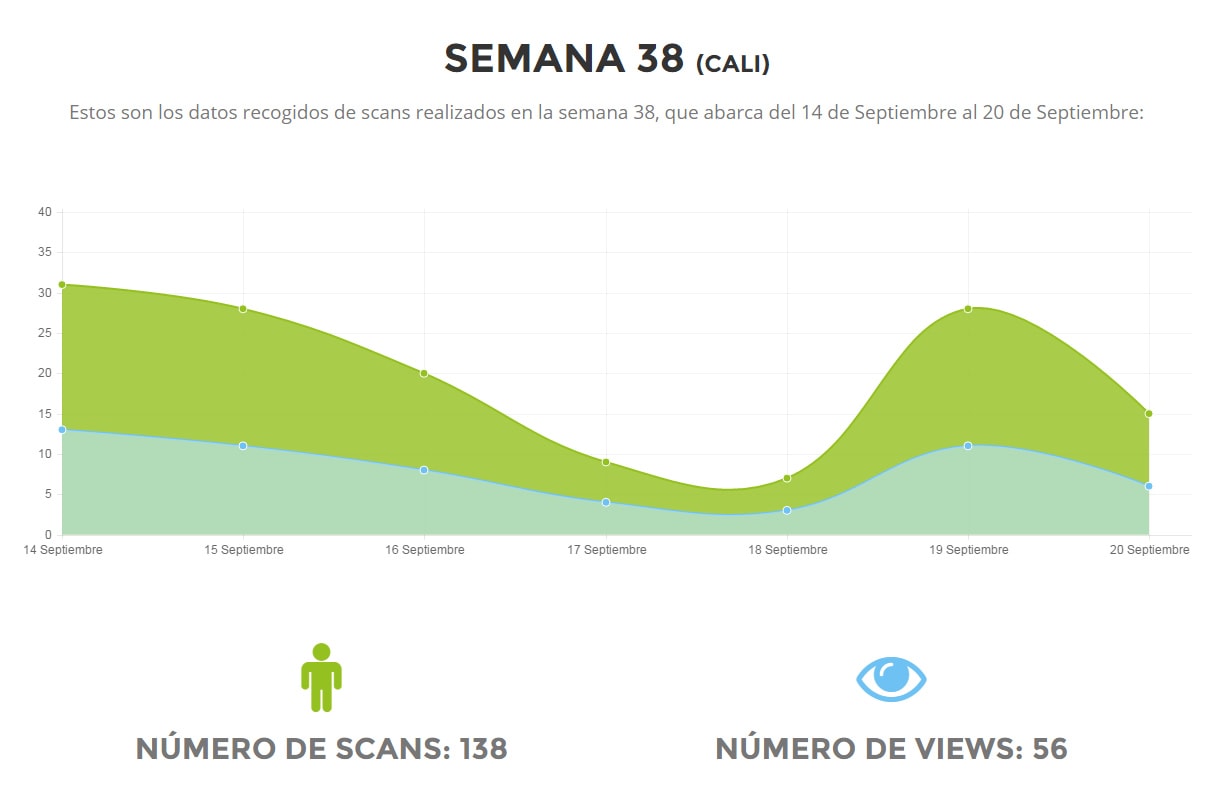 SEMANA 38 (CALI)
Estos son los datos recogidos de scans realizados en la semana 38, que abarca del 14 de Septiembre al 20 de Septiembre:
40
35
30
25
20
15
10
5
0
14 Septiembre 15 Septiembre 16 Septiembre 17 Septiembre 18 Septiembre 19 Septiembre 20 Septiembre
NÚMERO DE SCANS: 138 NÚMERO DE VIEWS: 56